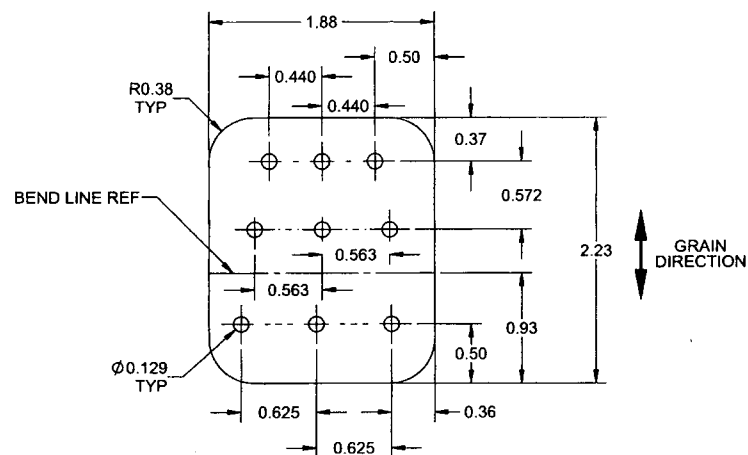 1.88
0.50
0.440
R0.38
TYP
0.440
0.37
0.572
BEND LINE REF
2.23
GRAIN
DIRECTION
0.563
0.563
0.93
0.50
Ø0.129
TYP
0.625
0.36
0.625